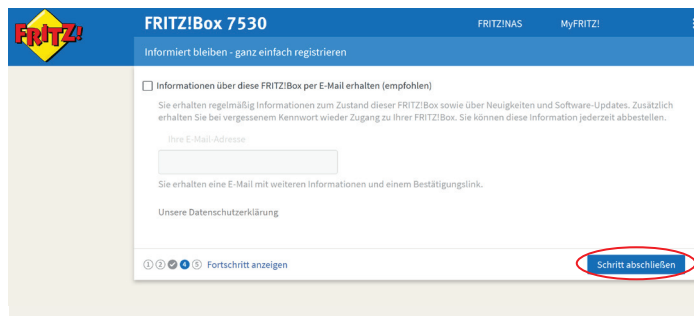 FRITZ!
FRITZ!Box 7530
FRITZ!NAS
MyFRITZ!
Informiert bleiben - ganz einfach registrieren
Informationen über diese FRITZ!Box per E-Mail erhalten (empfohlen)
Sie erhalten regelmäßig Informationen zum Zustand dieser FRITZ!Box sowie über Neuigkeiten und Software-Updates. Zusätzlich
erhalten Sie bei vergessenem Kennwort wieder Zugang zu Ihrer FRITZ!Box. Sie können diese Information jederzeit abbestellen.
Ihre E-Mail-Adresse
Sie erhalten eine E-Mail mit weiteren Informationen und einem Bestätigungslink.
Unsere Datenschutzerklärung
1 2 4 5 Fortschritt anzeigen
Schritt abschließen